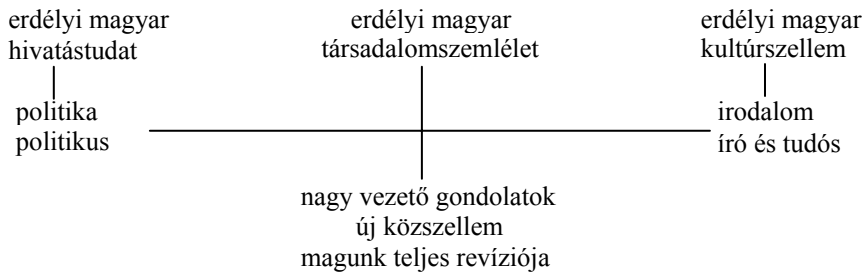 erdélyi magyar
hivatástudat
politika
politikus
erdélyi magyar
társadalomszemlélet
nagy vezető gondolatok
új közszellem
magunk teljes revíziója
erdélyi magyar
kultúrszellem
irodalom
író és tudós